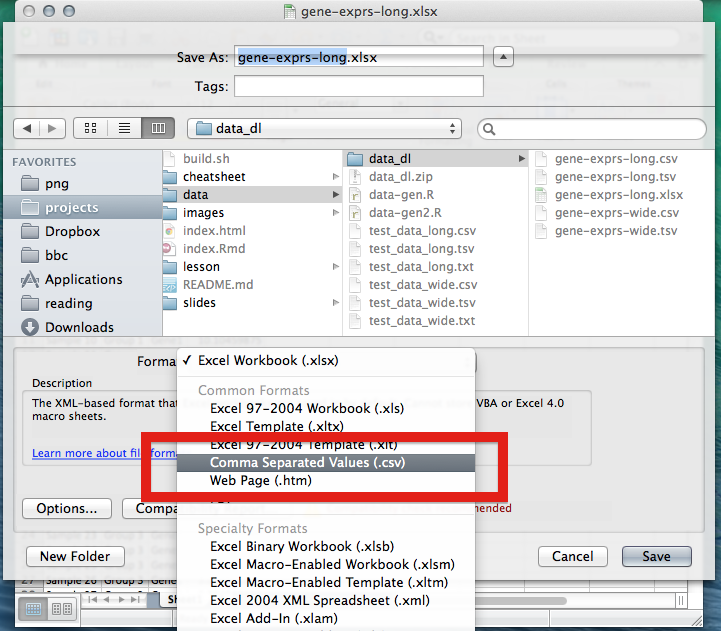 gene-exprs-long.xlsx
Save As: gene-exprs-long.xlsx
Tags:
data_dl
FAVORITES
png
projects
Dropbox
bbc
Applications
reading
Downloads
build.sh
cheatsheet
data
images
index.html
index.Rmd
lesson
README.md
slides
data_dl
data_dl.zip
data-gen.R
data-gen2.R
test_data_long.csv
test_data_long.tsv
test_data_long.txt
test_data_wide.csv
test_data_wide.tsv
test_data_wide.txt
gene-exprs-long.csv
gene-exprs-long.tsv
gene-exprs-long.xlsx
gene-exprs-wide.csv
gene-exprs-wide.tsv
Format ✓ Excel Workbook (.xlsx)
Description
The XML-based format that
VBA or Excel 4.0
macro sheets.
Learn more about file forma
Common Formats
Excel 97-2004 Workbook (.xls)
Excel Template (.xltx)
Excel 97-2004 Template (.xlt)
Comma Separated Values (.csv)
Web Page (.htm)
Options...
Compa
mended
Specialty Formats
Excel Binary Workbook (.xlsb)
Excel Macro-Enabled Workbook (.xlsm)
Excel Macro-Enabled Template (.xltm)
Excel 2004 XML Spreadsheet (.xml)
Excel Add-In (.xlam)
New Folder
Cancel
Save